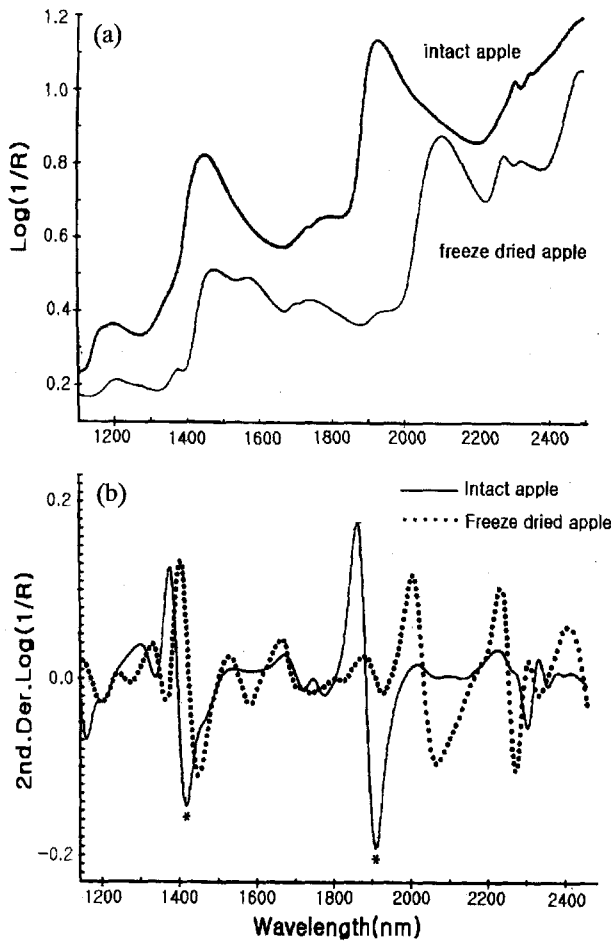 (a)
1.2
1.0
0.8
0.6
0.4
0.2
Log(1/R)
intact apple
freeze dried apple
1200 1400 1600 1800 2000 2200 2400
(b)
0.2
0.0
−0.2
2nd.Der.Log(1/R)
Intact apple
Freeze dried apple
*
*
1200 1400 1600 1800 2000 2200 2400
Wavelength(nm)